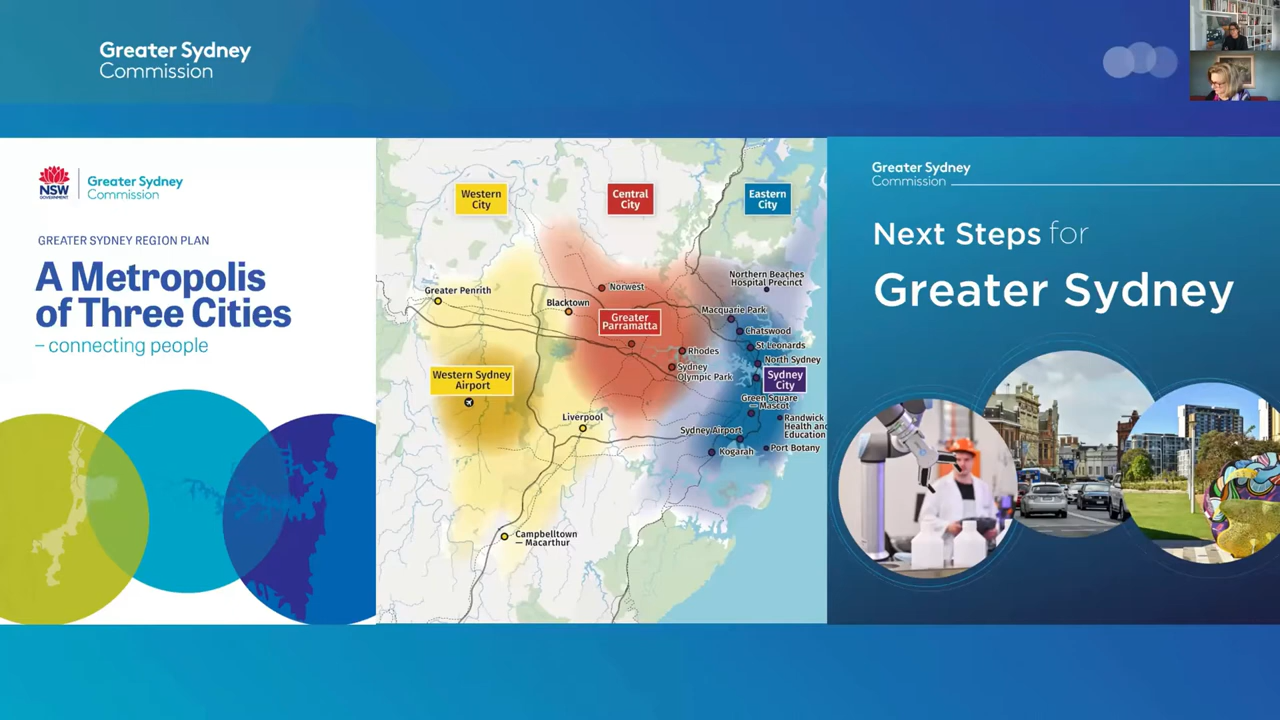 Greater Sydney
Commission
NSW
GOVERNMENT
Greater Sydney
Commission
GREATER SYDNEY REGION PLAN
A Metropolis
of Three Cities
– connecting people
Western
City
Central
City
Eastern
City
Northern Beaches
Hospital Precinct
Greater Penrith
Norwest
Blacktown
Macquarie Park
Greater
Parramatta
Chatswood
St Leonards
Rhodes
North Sydney
Sydney
Olympic Park
Western Sydney
Airport
Sydney
City
Green Square
— Mascot
Liverpool
Randwick
Health and
Education
Sydney Airport
Kogarah
Port Botany
Campbelltown
— Macarthur
Greater Sydney
Commission
Next Steps for
Greater Sydney